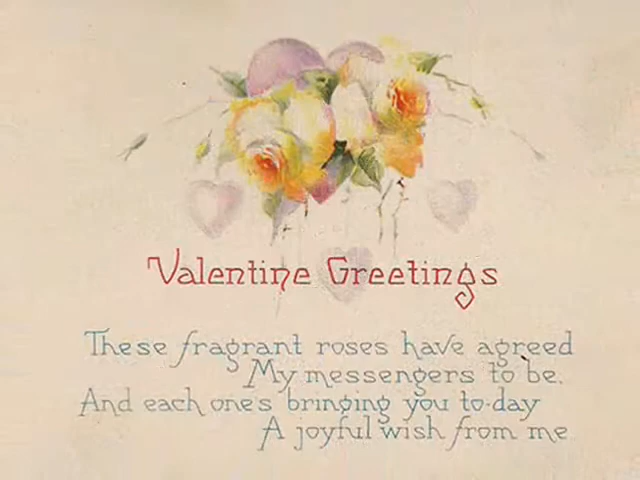 Valentine Greetings
These fragrant roses have agreed
My messengers to be.
And each one's bringing you to-day
A joyful wish from me